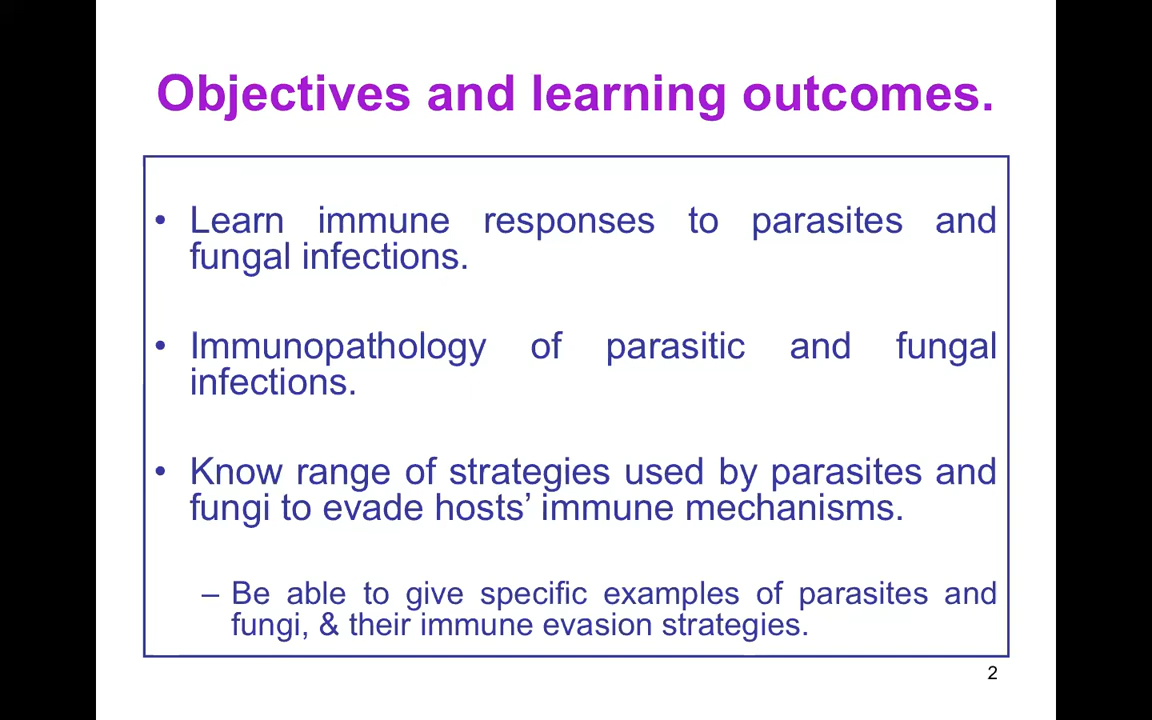 Objectives and learning outcomes.
• Learn immune responses to parasites and
fungal infections.
• Immunopathology of parasitic and fungal
infections.
• Know range of strategies used by parasites and
fungi to evade hosts’ immune mechanisms.
– Be able to give specific examples of parasites and
fungi, & their immune evasion strategies.
2